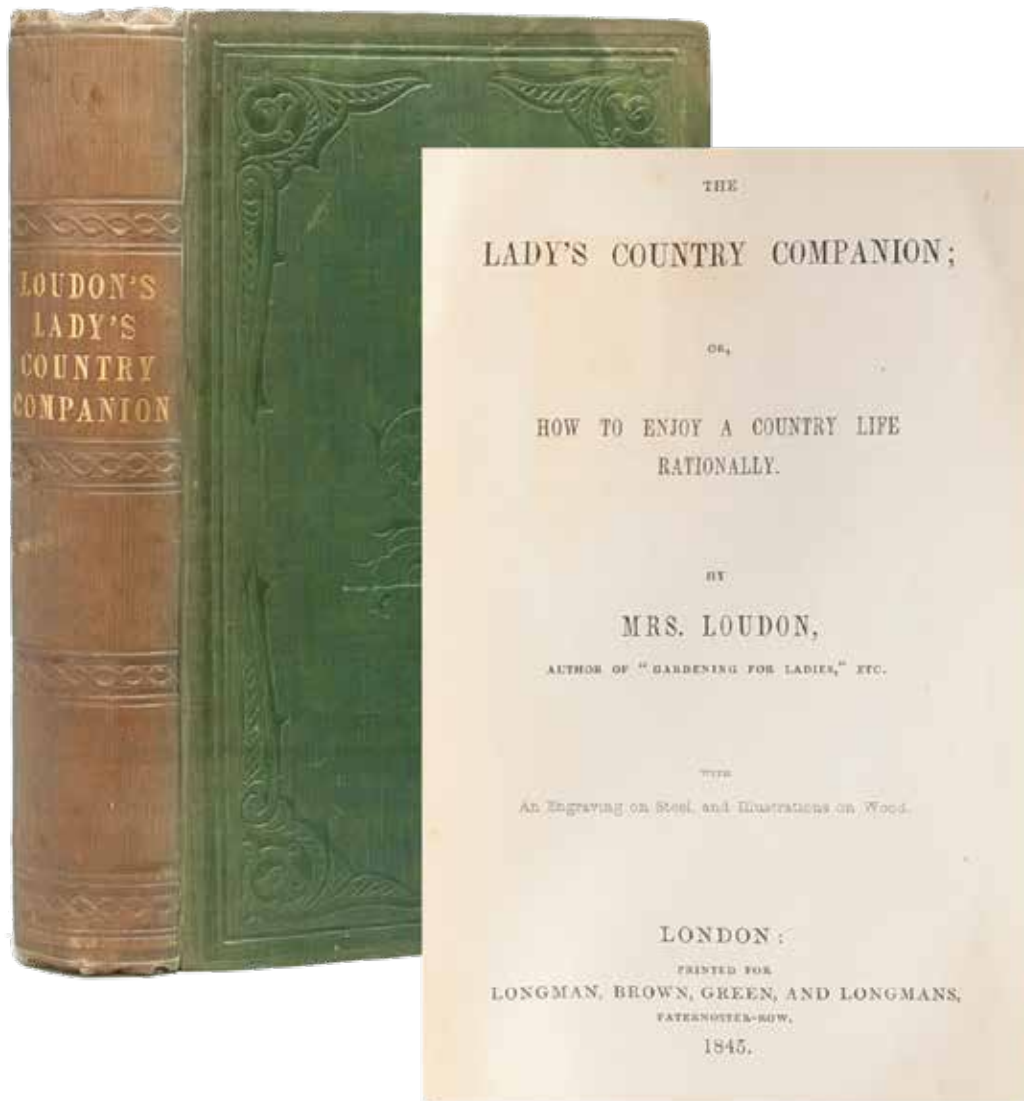 LOUDON'S
LADY'S
COUNTRY
COMPANION
THE
LADY'S COUNTRY COMPANION;
OR,
HOW TO ENJOY A COUNTRY LIFE
RATIONALLY.
BY
MRS. LOUDON,
AUTHOR OF "GARDENING FOR LADIES," ETC.
WITH
An Engraving on Steel, and Illustrations on Wood.
LONDON:
PRINTED FOR
LONGMAN, BROWN, GREEN, AND LONGMANS,
PATERNOSTER-ROW.
1845.